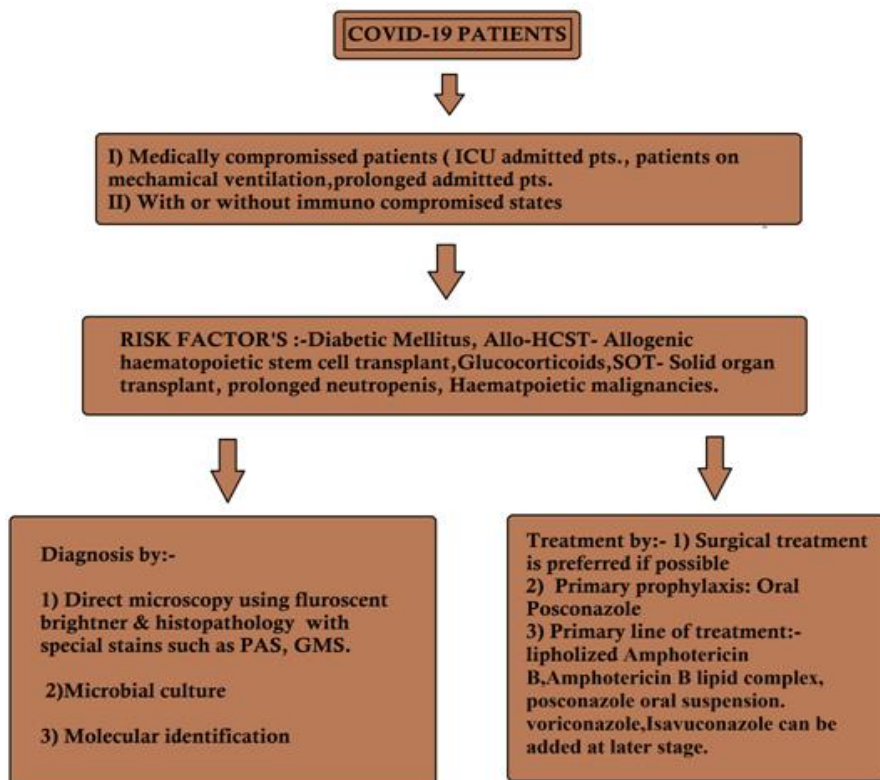 COVID-19 PATIENTS
I) Medically compromissed patients ( ICU admitted pts., patients on
mechamical ventilation,prolonged admitted pts.
II) With or without immuno compromised states
RISK FACTOR'S :-Diabetic Mellitus, Allo-HCST- Allogenic
haematopoietic stem cell transplant,Glucocorticoids,SOT- Solid organ
transplant, prolonged neutropenis, Haematpoietic malignancies.
Diagnosis by:-
1) Direct microscopy using fluroscent
brightner & histopathology with
special stains such as PAS, GMS.
2)Microbial culture
3) Molecular identification
Treatment by:- 1) Surgical treatment
is preferred if possible
2) Primary prophylaxis: Oral
Posconazole
3) Primary line of treatment:-
lipholized Amphotericin
B,Amphotericin B lipid complex,
posconazole oral suspension.
voriconazole,Isavuconazole can be
added at later stage.